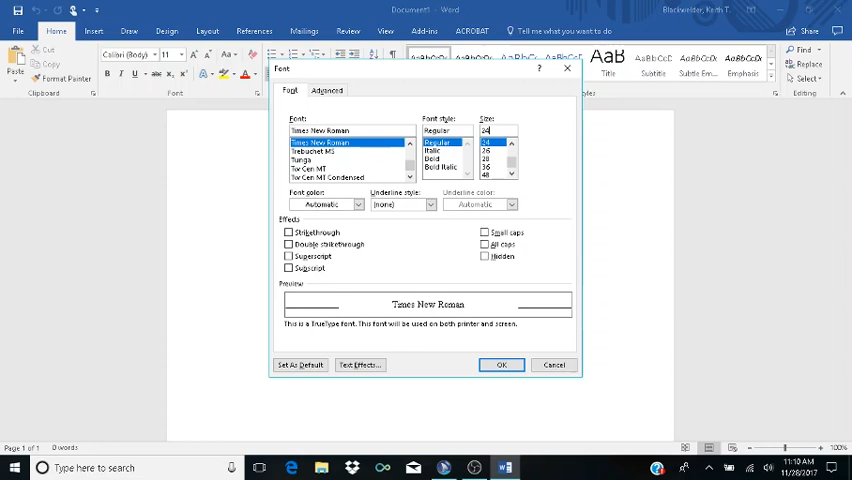 Document1 - Word
Blackwelder, Keith T.
File Home Insert Draw Design Layout References Mailings Review View Add-ins ACROBAT Tell me what you want to do Share
Paste
Cut
Copy
Format Painter
Clipboard
Calibri (Body) 11
Font
Title
Subtitle
Subtle Em...
Emphasis
Find
Replace
Select
Editing
Font
Font Advanced
Font: Font style: Size:
Times New Roman Regular 24
Times New Roman Regular 24
Trebuchet MS Italic 26
Tunga Bold 28
Tw Cen MT Bold Italic 36
Tw Cen MT Condensed 48
Font color: Underline style: Underline color:
Automatic (none) Automatic
Effects
Strikethrough Small caps
Double strikethrough All caps
Superscript Hidden
Subscript
Preview
Times New Roman
This is a TrueType font. This font will be used on both printer and screen.
Set As Default Text Effects... OK Cancel
Page 1 of 1 0 words 100%
Type here to search
11:10 AM
11/28/2017